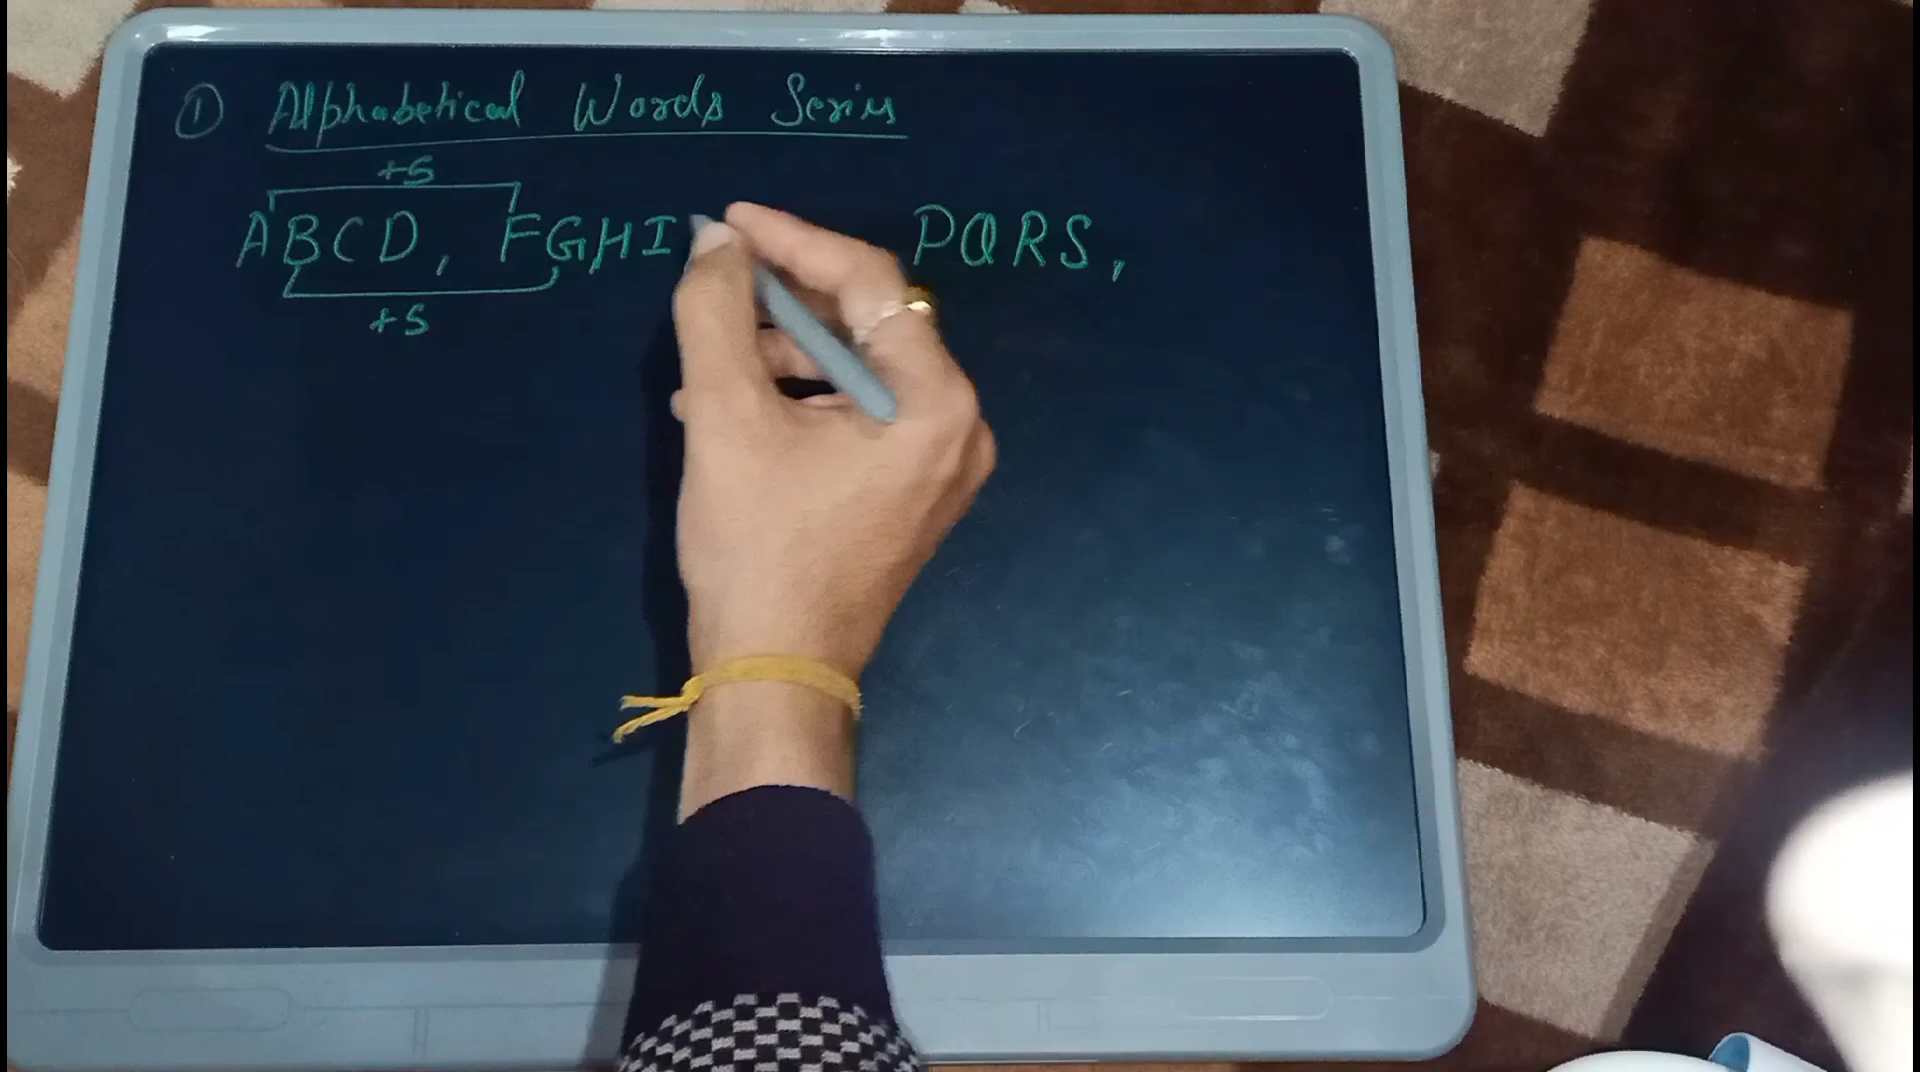 ① Alphabetical Words Series
+5
ABCD, FGHI PQRS,
+5